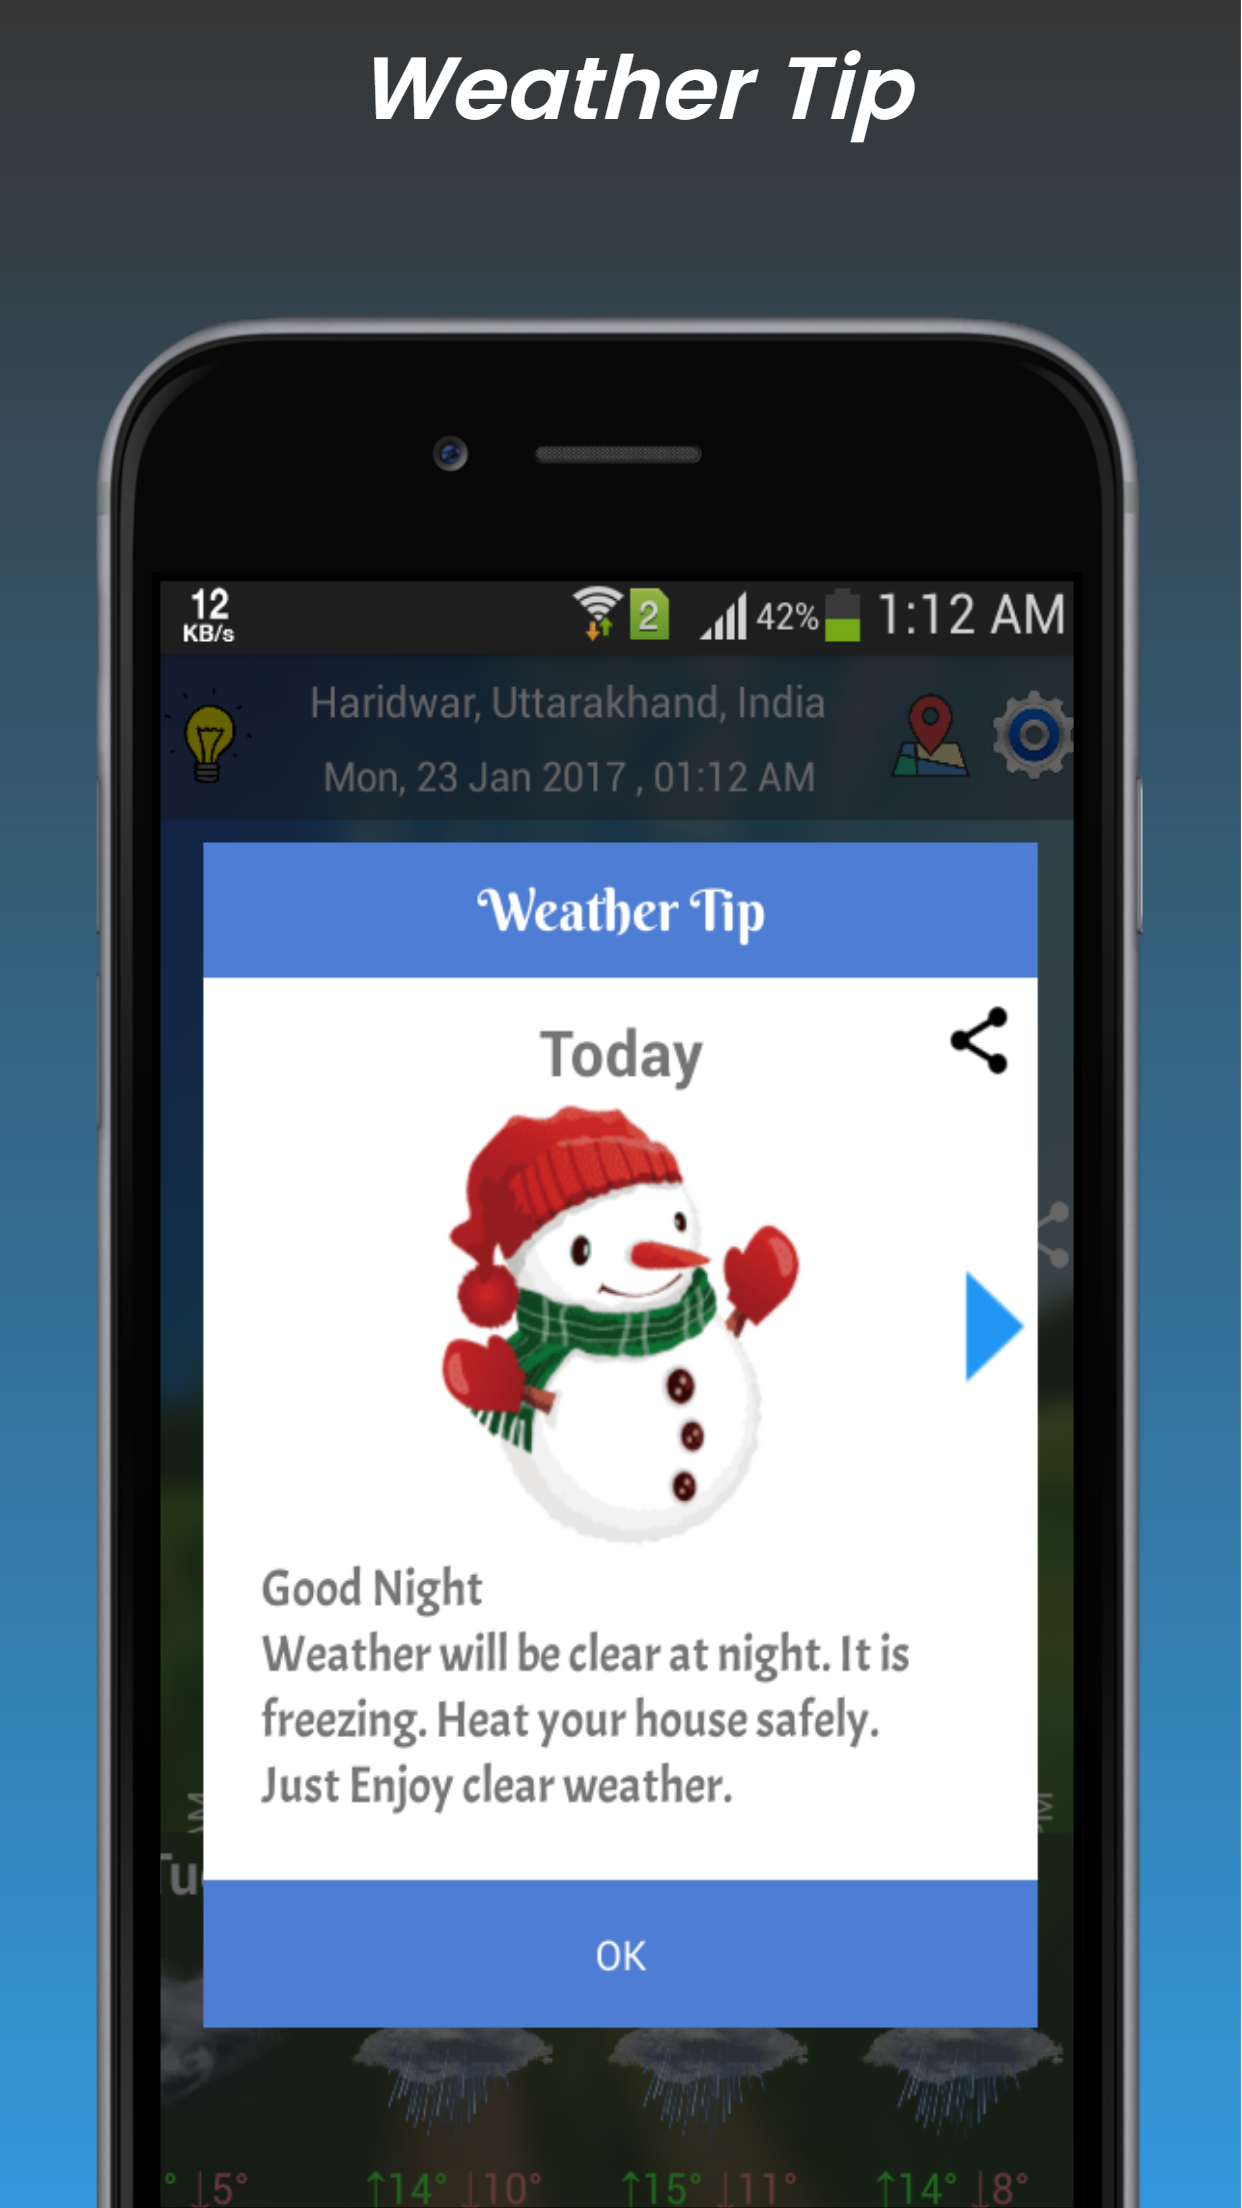 Weather Tip
12
KB/s
2
42%
1:12 AM
Haridwar, Uttarakhand, India
Mon, 23 Jan 2017 , 01:12 AM
Weather Tip
Today
Good Night
Weather will be clear at night. It is
freezing. Heat your house safely.
Just Enjoy clear weather.
OK
° ↓5° ↑14° ↓10° ↑15° ↓11° ↑14° ↓8°